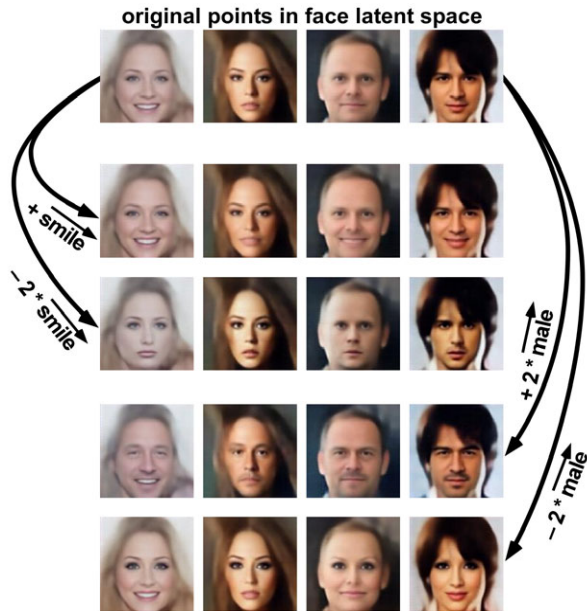 original points in face latent space
+ smile
– 2 * smile
+ 2 * male
– 2 * male